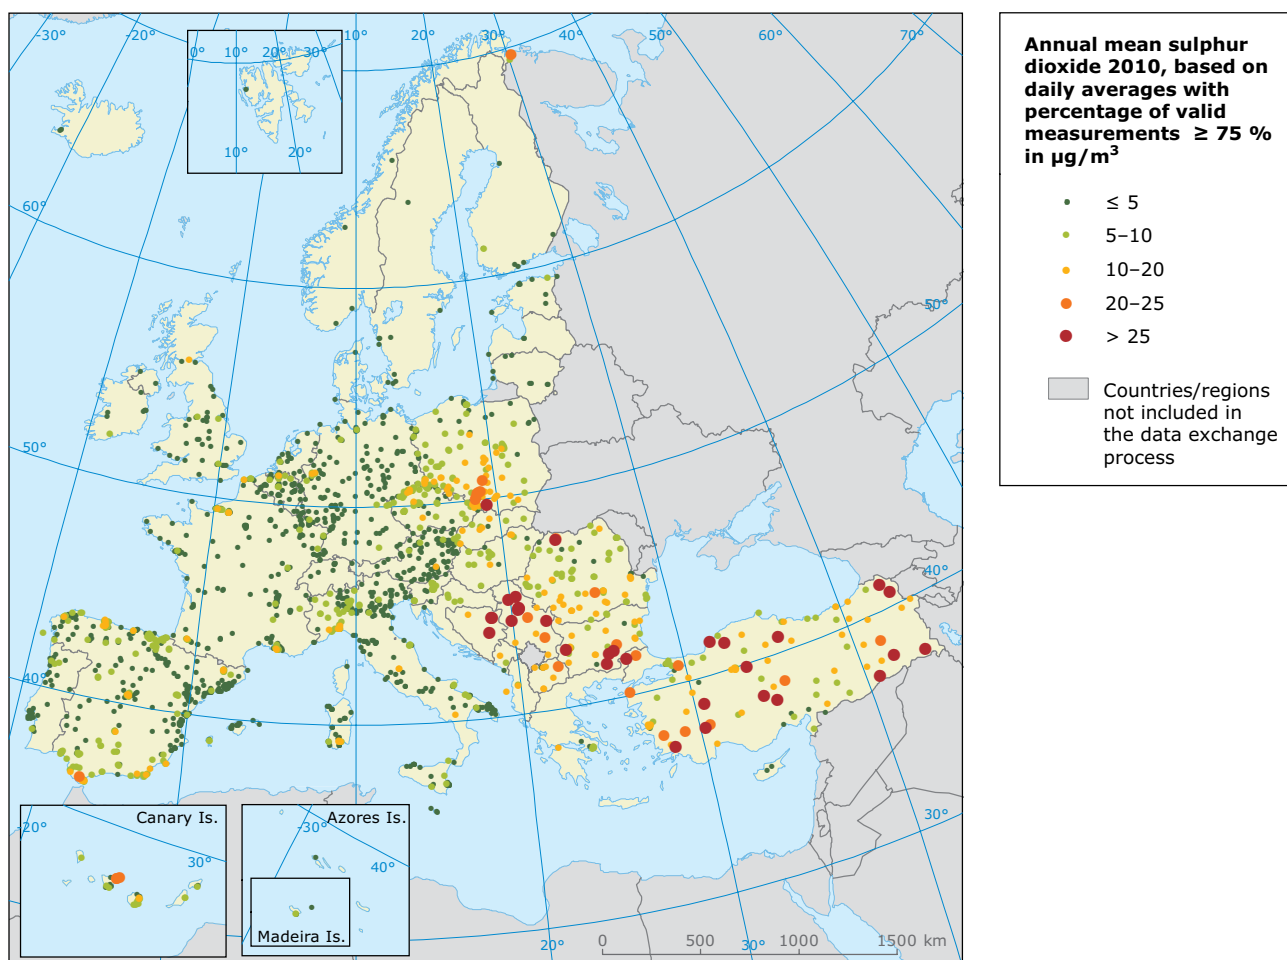 -30°
-20°
0°
10°
20°
30°
10°
20°
30°
40°
50°
60°
70°
10°
20°
60°
50°
50°
40°
40°
30°
Canary Is.
-20°
30°
Azores Is.
-30°
40°
Madeira Is.
20°
30°
0
500
1000
1500 km
Annual mean sulphur
dioxide 2010, based on
daily averages with
percentage of valid
measurements ≥ 75 %
in µg/m³
≤ 5
5–10
10–20
20–25
> 25
Countries/regions
not included in
the data exchange
process